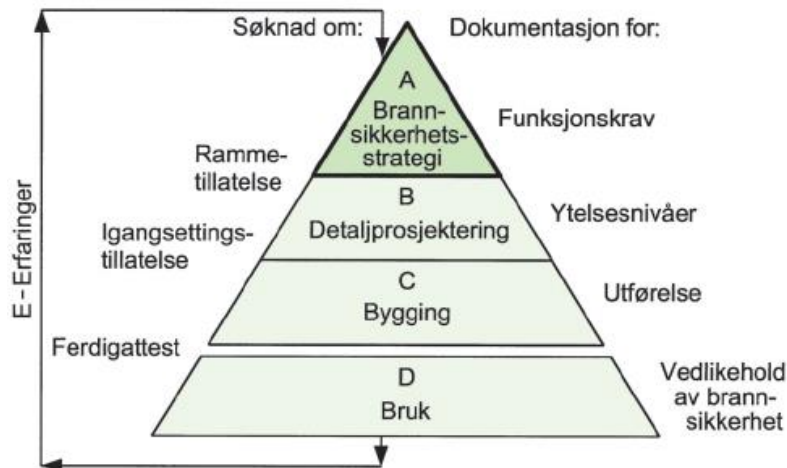 Søknad om:
Dokumentasjon for:
A
Brann-
sikkerhets-
strategi
Funksjonskrav
Ramme-
tillatelse
B
Detaljprosjektering
Ytelsesnivåer
Igangsettings-
tillatelse
C
Bygging
Utførelse
Ferdigattest
D
Bruk
Vedlikehold
av brann-
sikkerhet
E - Erfaringer